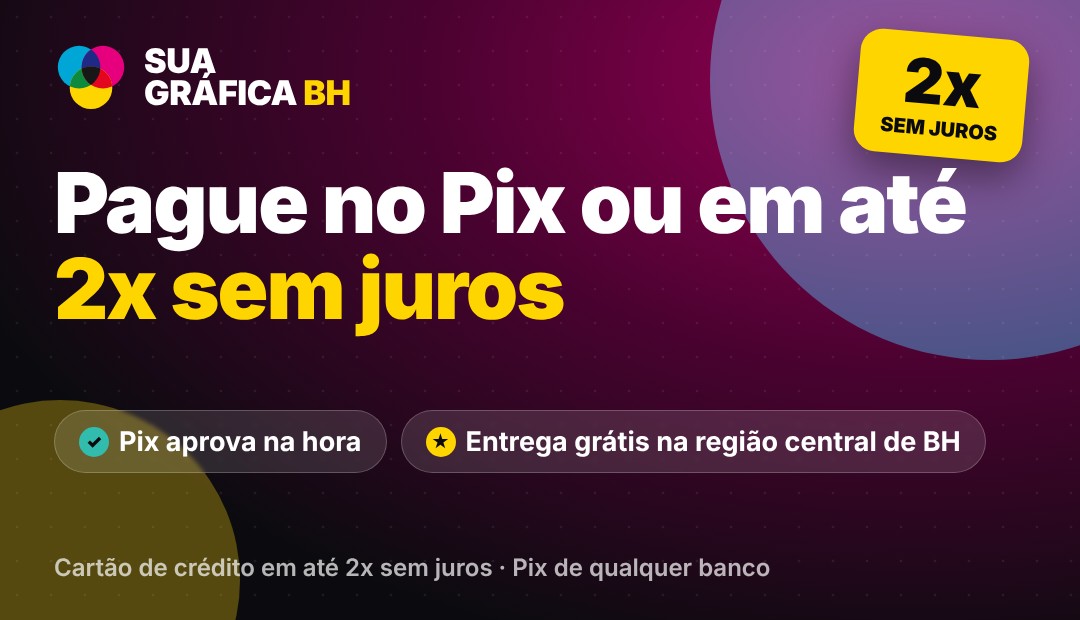 SUA
GRÁFICA BH
2x
SEM JUROS
Pague no Pix ou em até
2x sem juros
Pix aprova na hora
Entrega grátis na região central de BH
Cartão de crédito em até 2x sem juros · Pix de qualquer banco